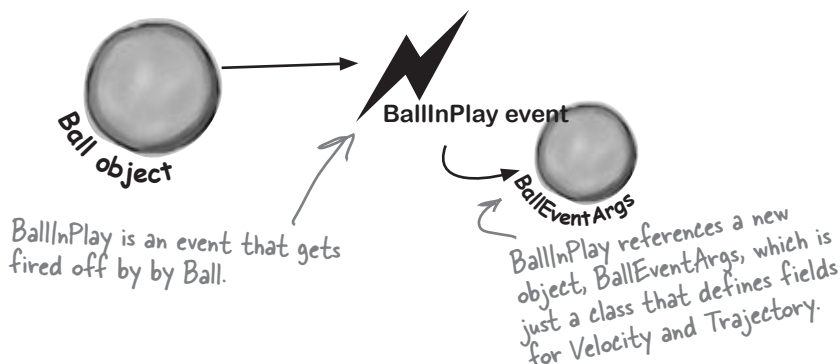 Ball object
BallInPlay event
BallEventArgs
BallInPlay is an event that gets
fired off by by Ball.
BallInPlay references a new
object, BallEventArgs, which is
just a class that defines fields
for Velocity and Trajectory.